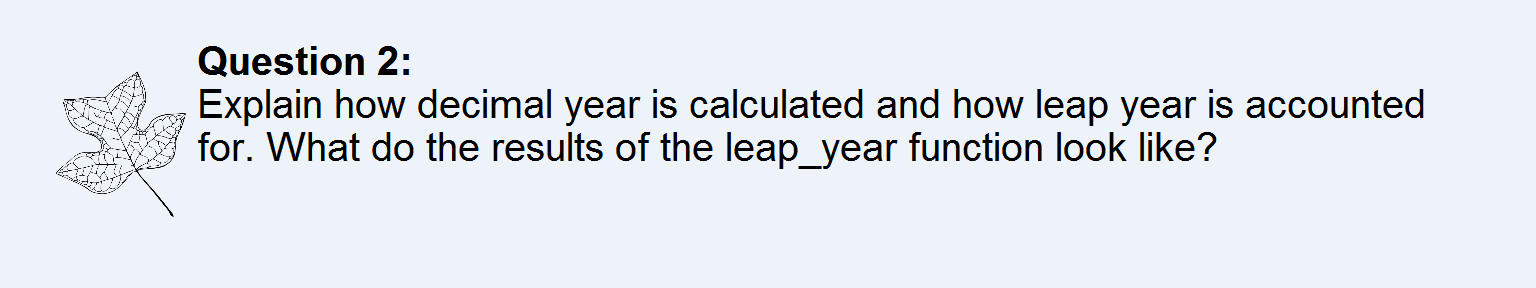 Question 2:
Explain how decimal year is calculated and how leap year is accounted
for. What do the results of the leap_year function look like?